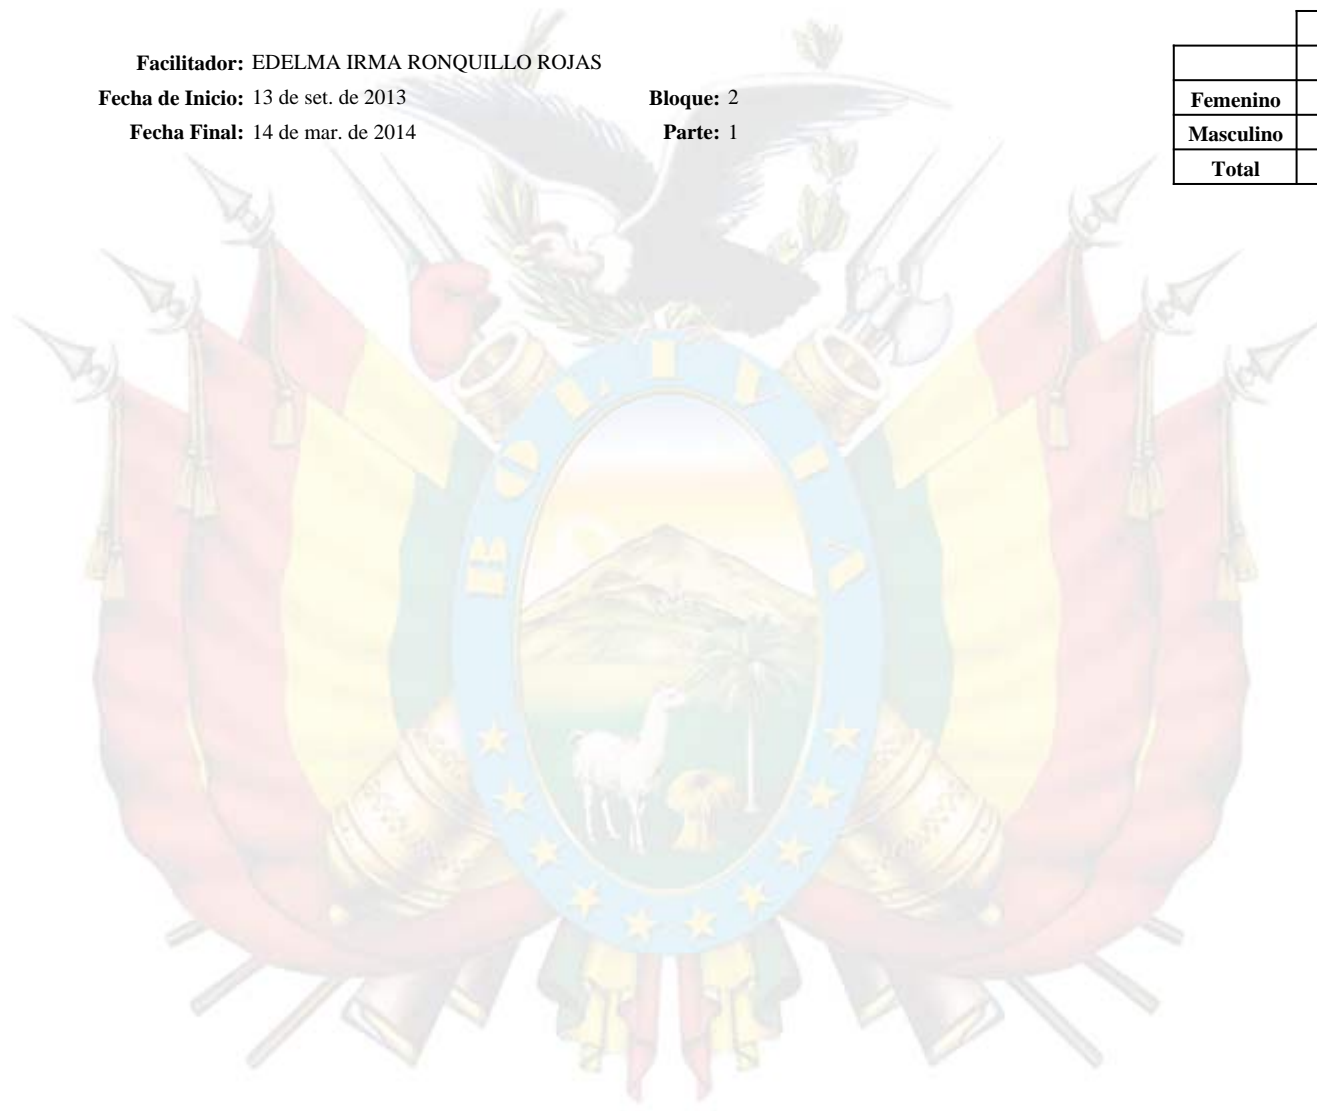 Facilitador: EDELMA IRMA RONQUILLO ROJAS
Fecha de Inicio: 13 de set. de 2013 Bloque: 2
Fecha Final: 14 de mar. de 2014 Parte: 1
Femenino
Masculino
Total
BOLIVIA